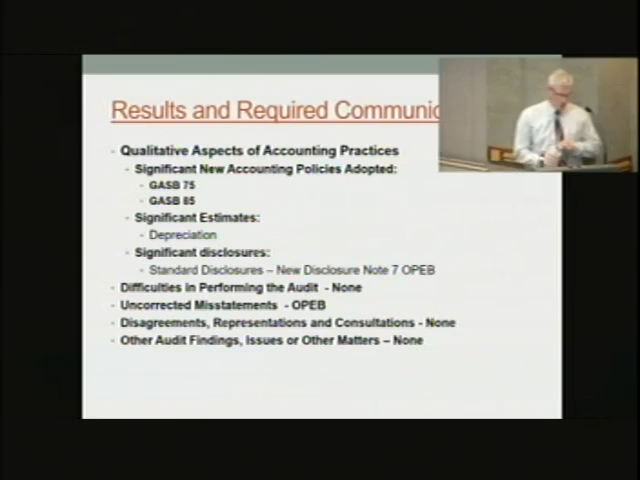 Results and Required Communic
Qualitative Aspects of Accounting Practices
Significant New Accounting Policies Adopted:
GASB 75
GASB 85
Significant Estimates:
Depreciation
Significant disclosures:
Standard Disclosures – New Disclosure Note 7 OPEB
Difficulties in Performing the Audit - None
Uncorrected Misstatements - OPEB
Disagreements, Representations and Consultations - None
Other Audit Findings, Issues or Other Matters – None